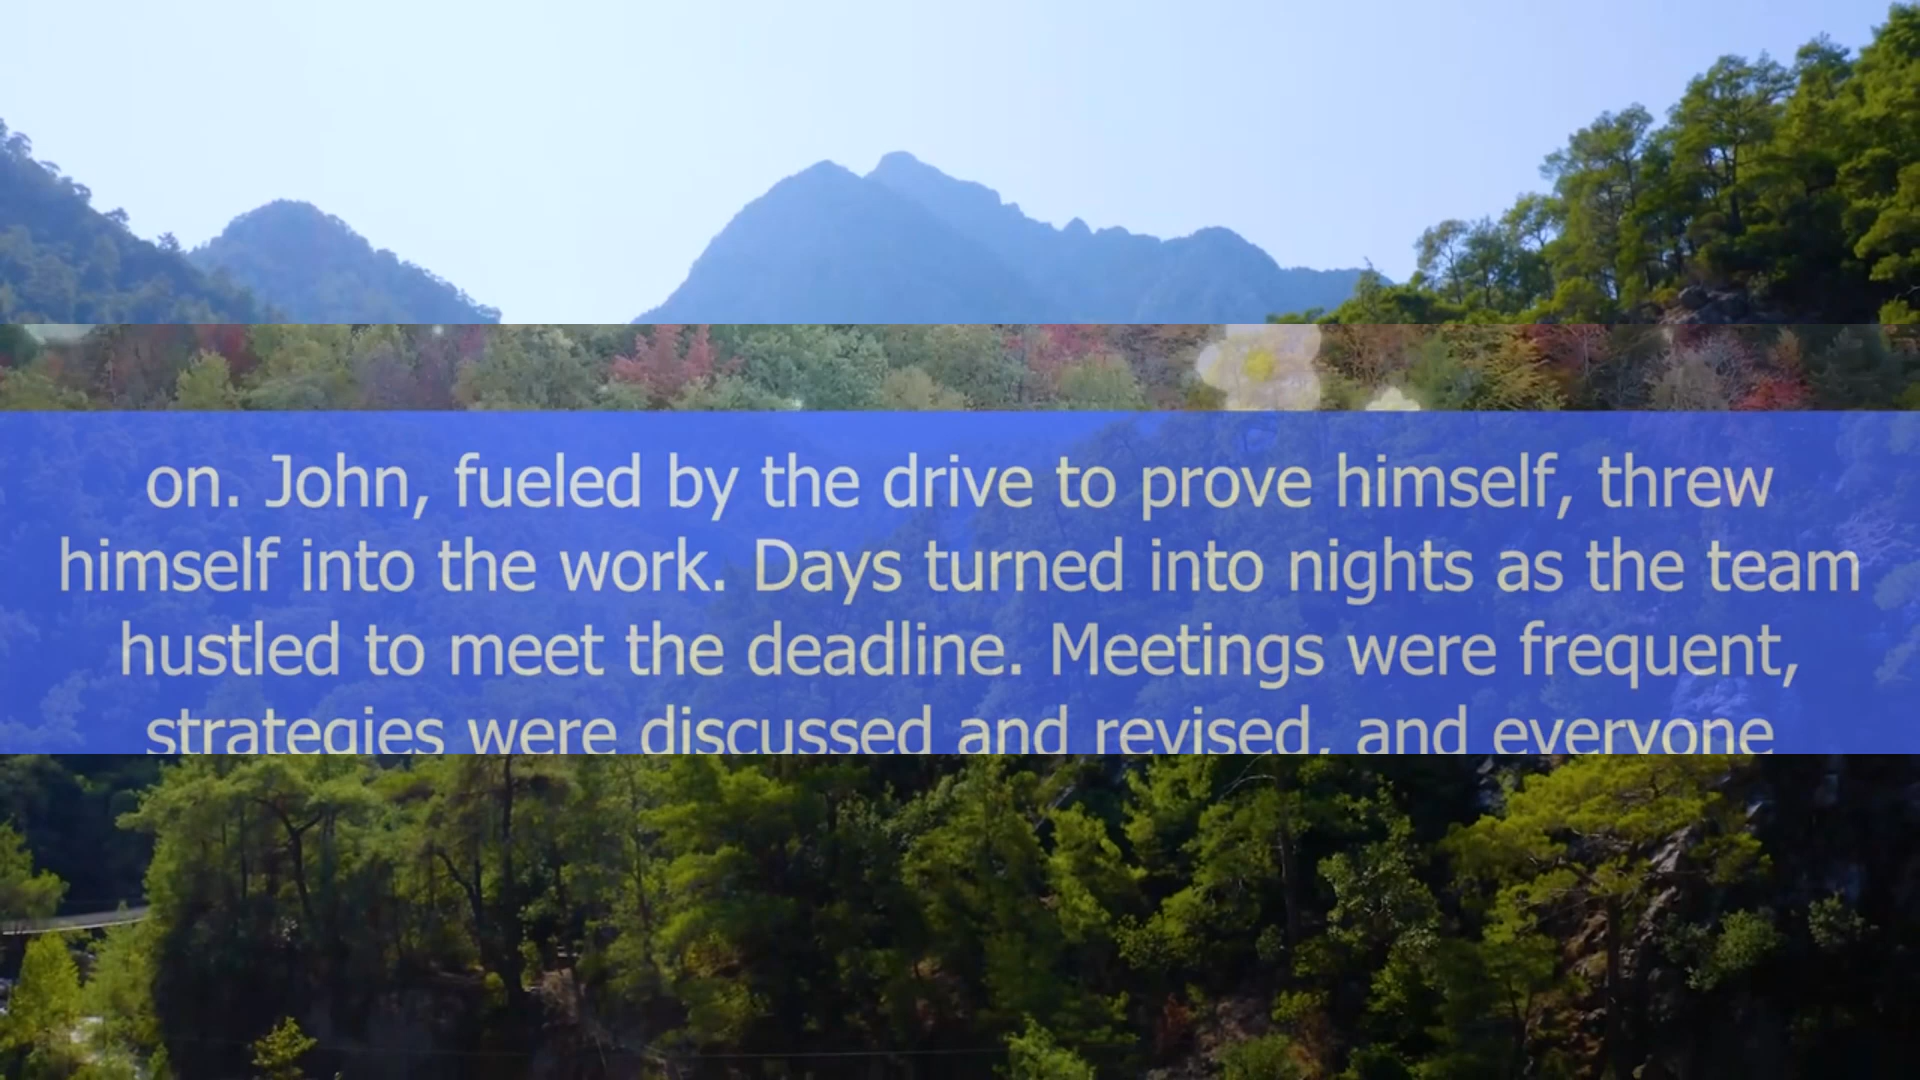 on. John, fueled by the drive to prove himself, threw
himself into the work. Days turned into nights as the team
hustled to meet the deadline. Meetings were frequent,
strategies were discussed and revised, and everyone